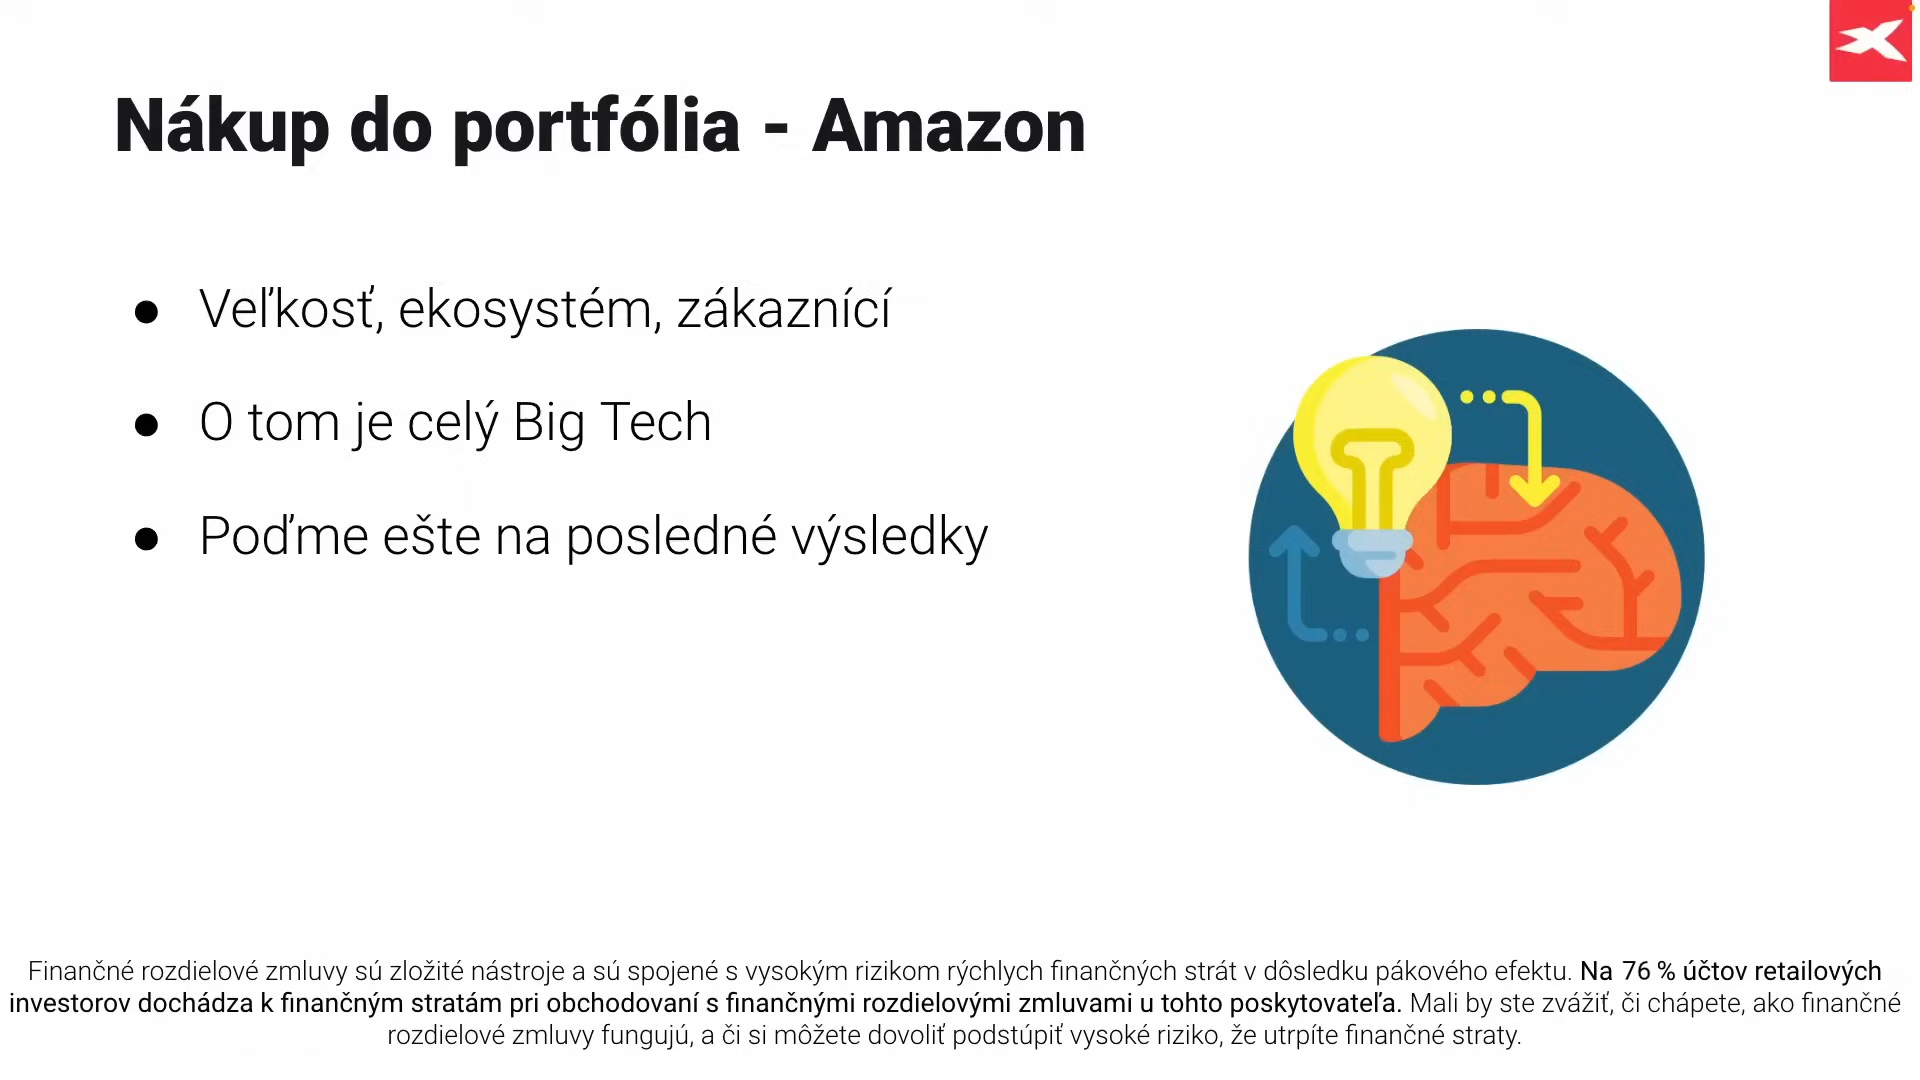 Nákup do portfólia - Amazon
● Veľkosť, ekosystém, zákaznící
● O tom je celý Big Tech
● Poďme ešte na posledné výsledky
Finančné rozdielové zmluvy sú zložité nástroje a sú spojené s vysokým rizikom rýchlych finančných strát v dôsledku pákového efektu. Na 76 % účtov retailových
investorov dochádza k finančným stratám pri obchodovaní s finančnými rozdielovými zmluvami u tohto poskytovateľa. Mali by ste zvážiť, či chápete, ako finančné
rozdielové zmluvy fungujú, a či si môžete dovoliť podstúpiť vysoké riziko, že utrpíte finančné straty.